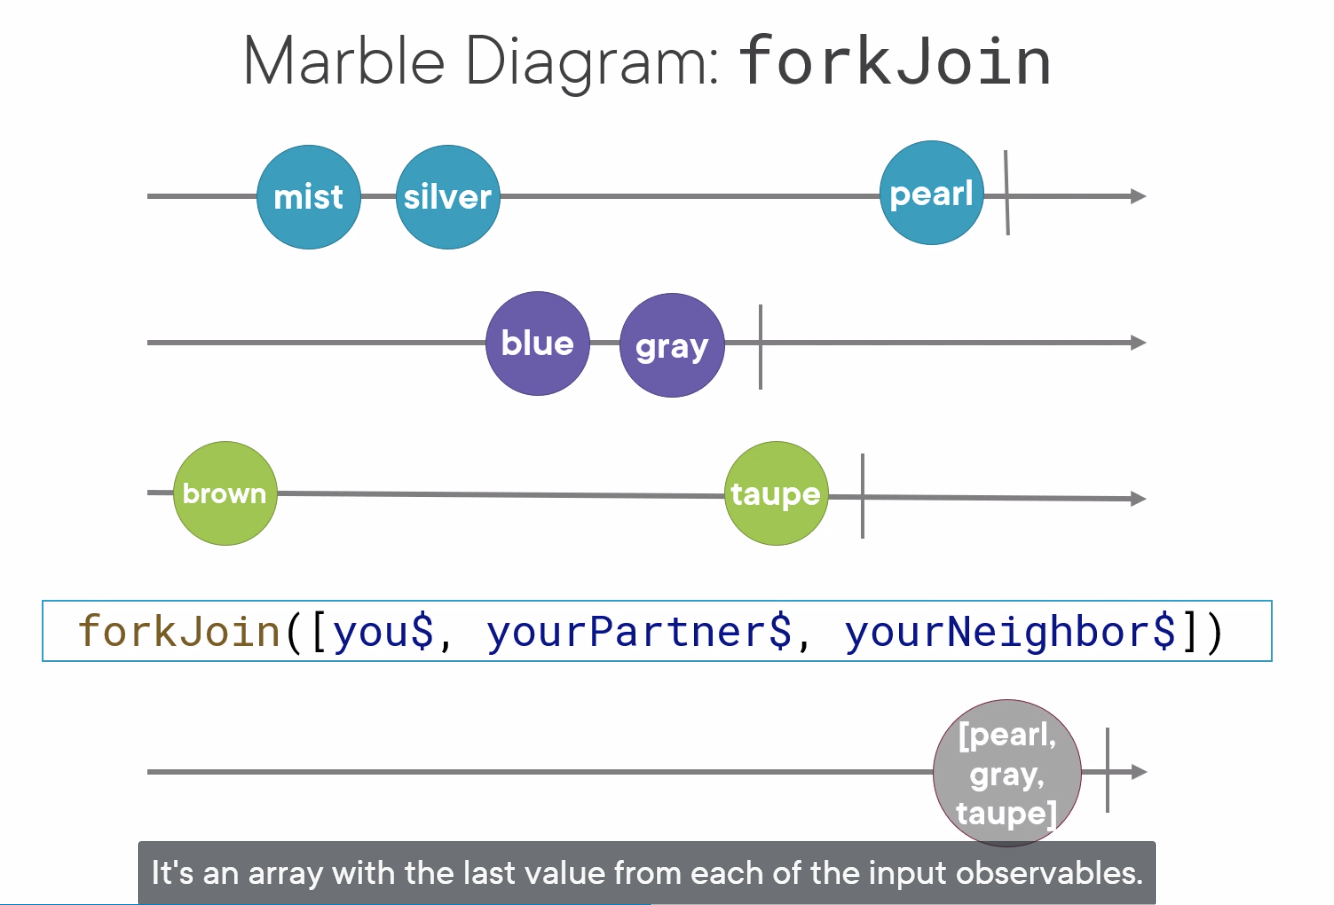 Marble Diagram: forkJoin
mist
silver
pearl
blue
gray
brown
taupe
forkJoin([you$, yourPartner$, yourNeighbor$])
[pearl,
gray,
taupe]
It's an array with the last value from each of the input observables.